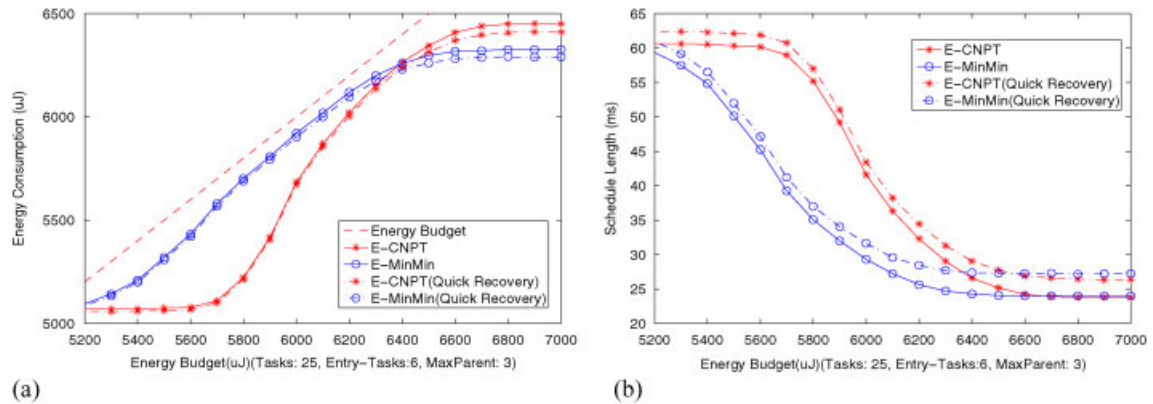 6500
6000
5500
5000
Energy Consumption (uJ)
Energy Budget
E-CNPT
E-MinMin
E-CNPT(Quick Recovery)
E-MinMin(Quick Recovery)
5200 5400 5600 5800 6000 6200 6400 6600 6800 7000
Energy Budget(uJ)(Tasks: 25, Entry-Tasks:6, MaxParent: 3)
(a)
65
60
55
50
45
40
35
30
25
20
Schedule Length (ms)
E-CNPT
E-MinMin
E-CNPT(Quick Recovery)
E-MinMin(Quick Recovery)
5200 5400 5600 5800 6000 6200 6400 6600 6800 7000
Energy Budget(uJ)(Tasks: 25, Entry-Tasks:6, MaxParent: 3)
(b)